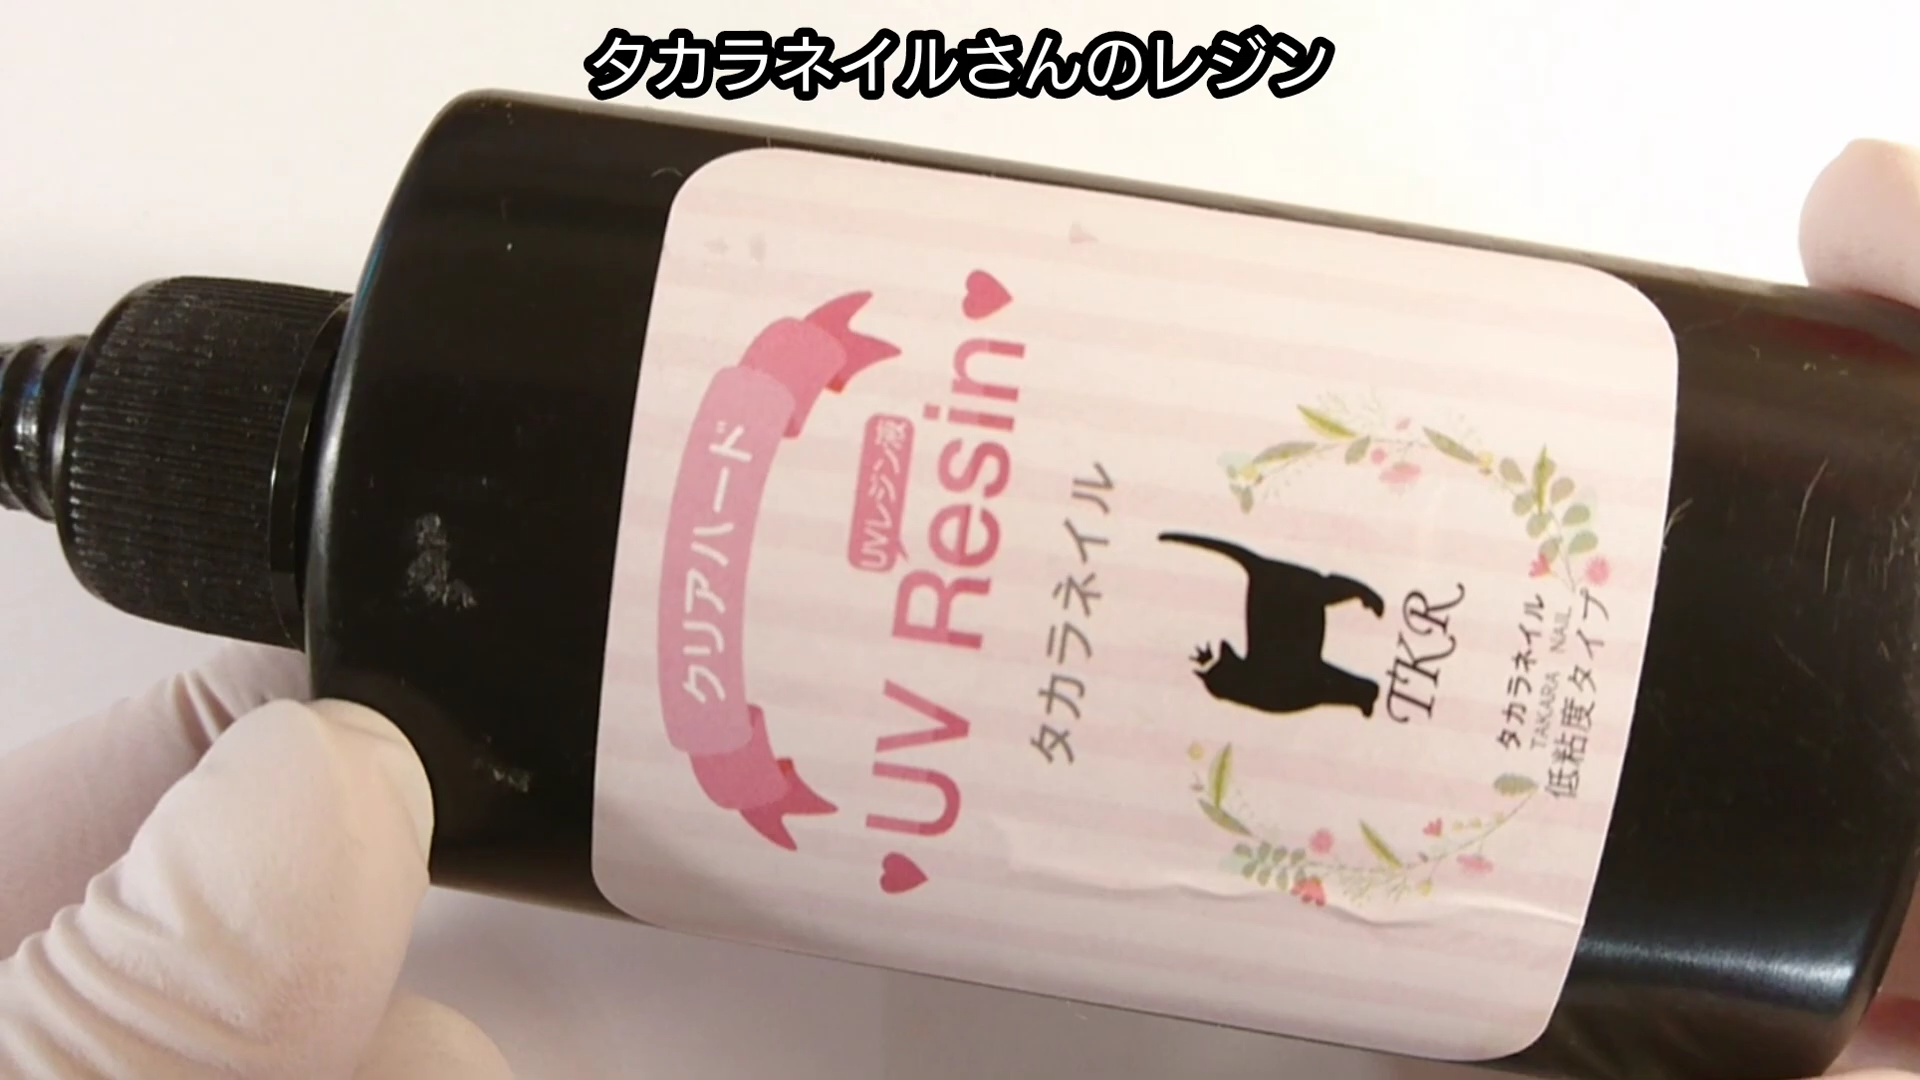 タカラネイルさんのレジン
クリアハード
UVレジン液
UV Resin
タカラネイル
TKR
タカラネイル
TAKARA NAIL
低粘度タイプ